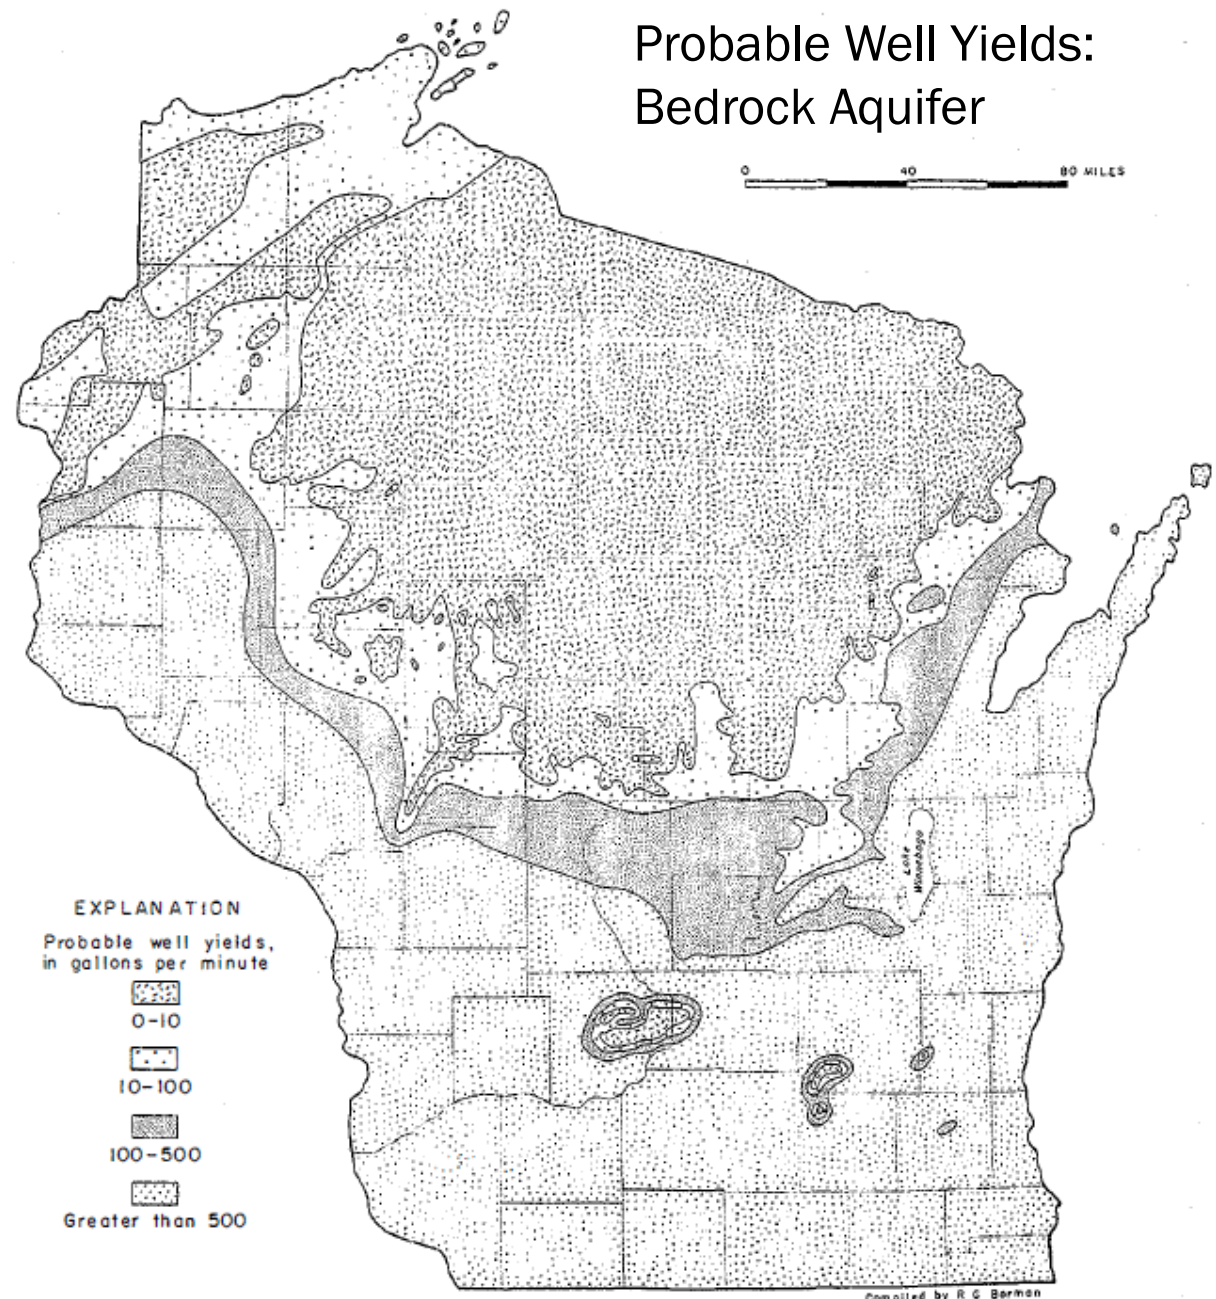 Probable Well Yields:
Bedrock Aquifer
0 40 80 MILES
Lake
Winnebago
EXPLANATION
Probable well yields,
in gallons per minute
0-10
10-100
100-500
Greater than 500
Compiled by R G Borman